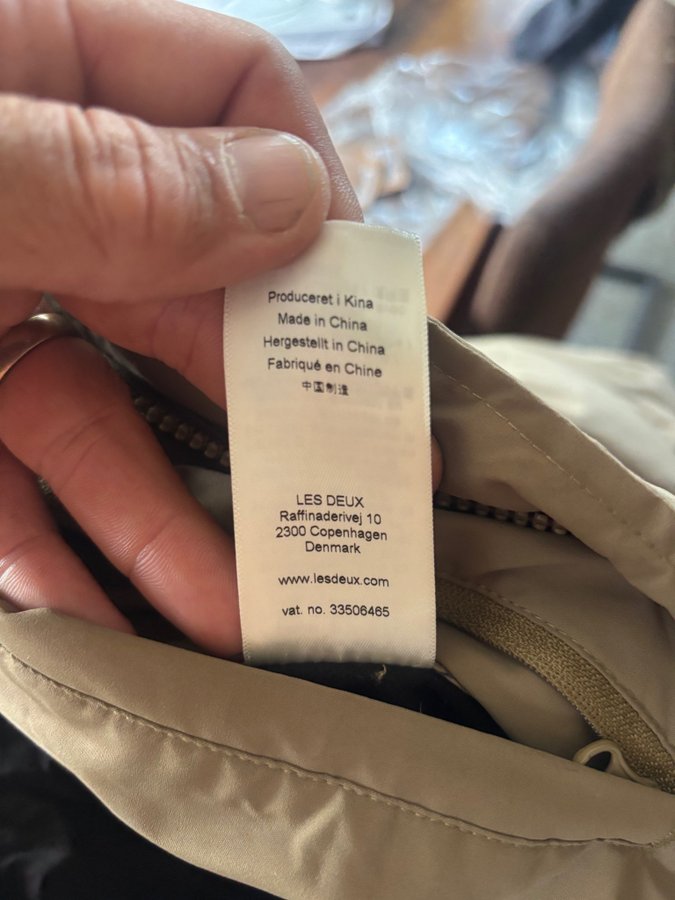 Produceret i Kina
Made in China
Hergestellt in China
Fabriqué en Chine
中国制造
LES DEUX
Raffinaderivej 10
2300 Copenhagen
Denmark
www.lesdeux.com
vat. no. 33506465